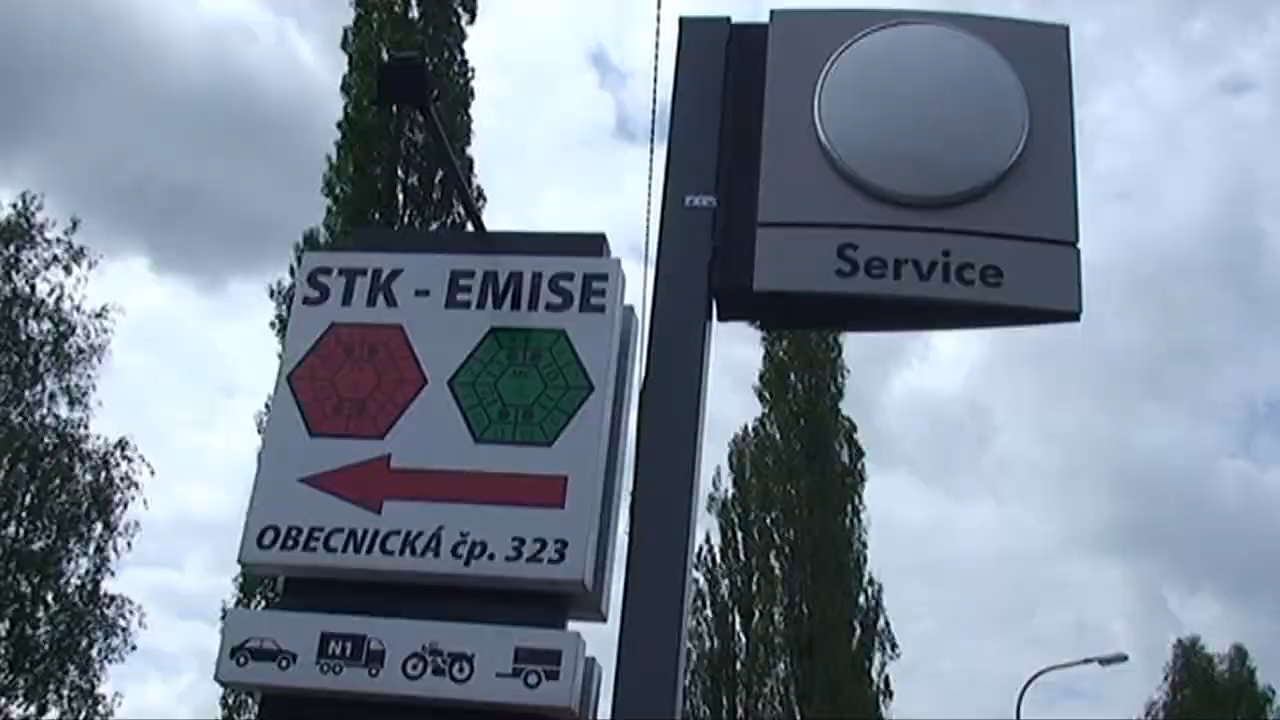 STK - EMISE
OBECNICKÁ čp. 323
N1
Service